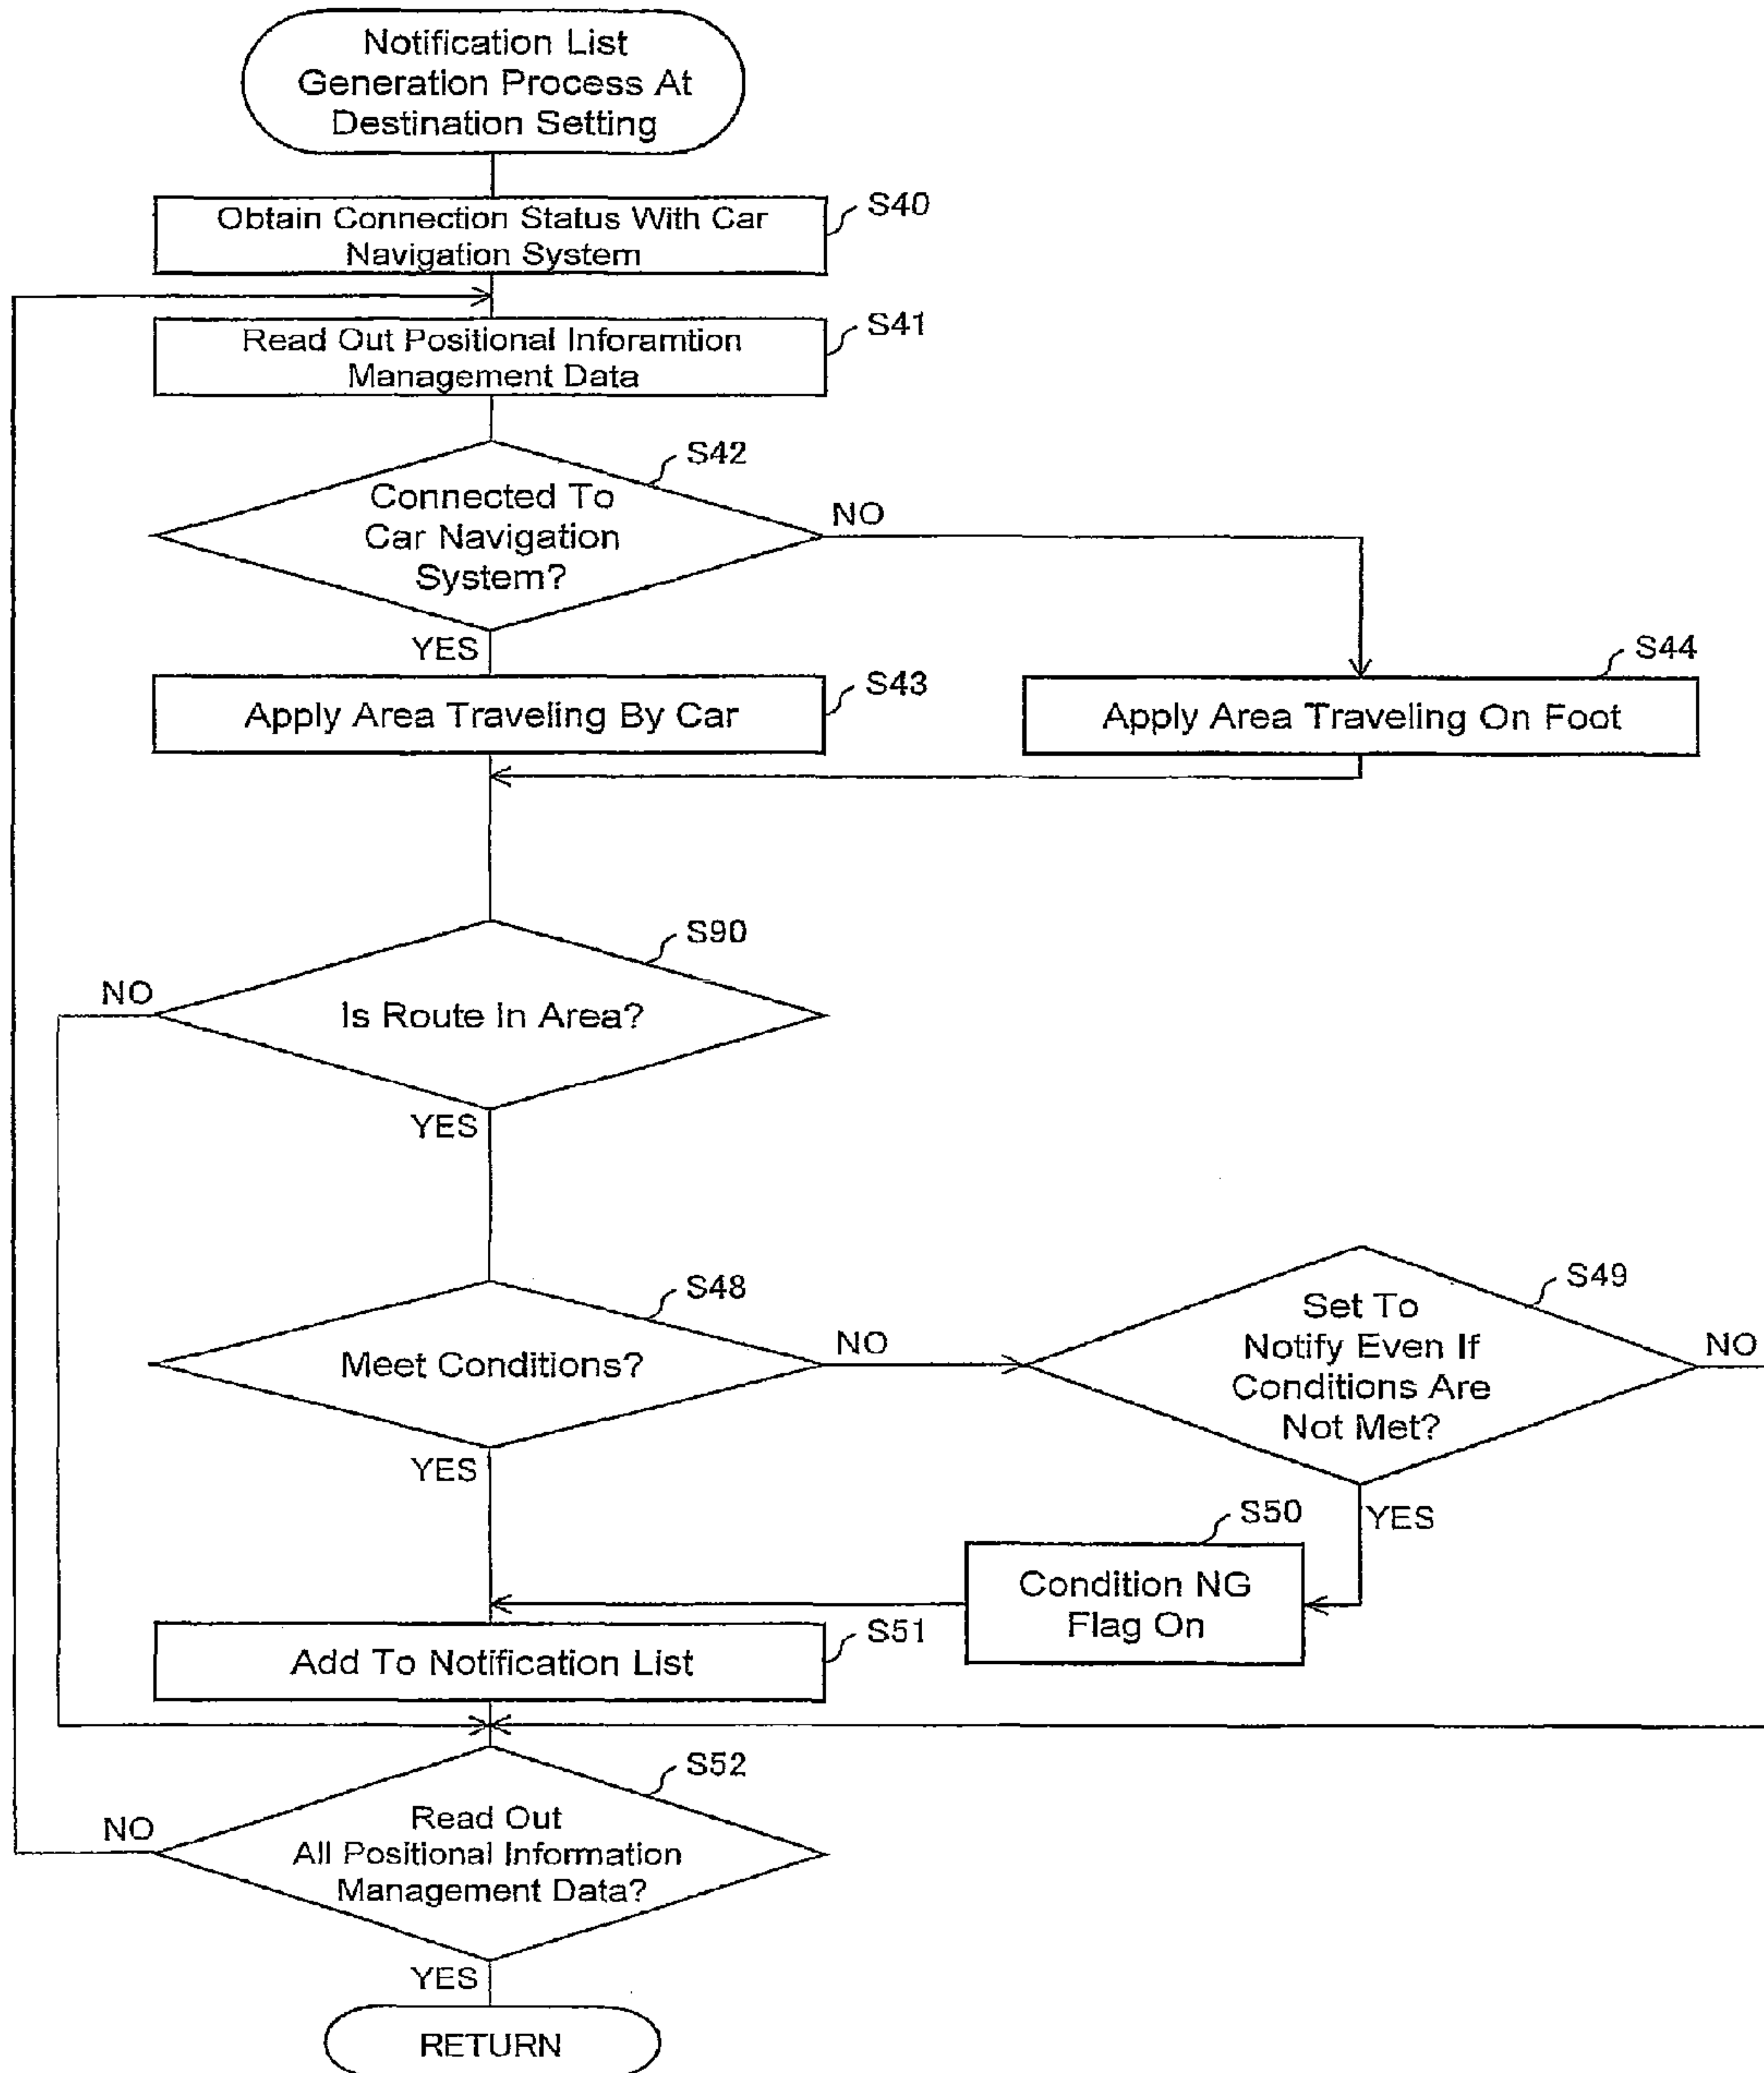 Notification List
Generation Process At
Destination Setting
Obtain Connection Status With Car
Navigation System
S40
Read Out Positional Inforamtion
Management Data
S41
S42
Connected To
Car Navigation
System?
NO
YES
S43
Apply Area Traveling By Car
S44
Apply Area Traveling On Foot
S90
NO
Is Route In Area?
YES
S48
Meet Conditions?
NO
YES
S49
Set To
Notify Even If
Conditions Are
Not Met?
NO
YES
S50
Condition NG
Flag On
S51
Add To Notification List
S52
NO
Read Out
All Positional Information
Management Data?
YES
RETURN